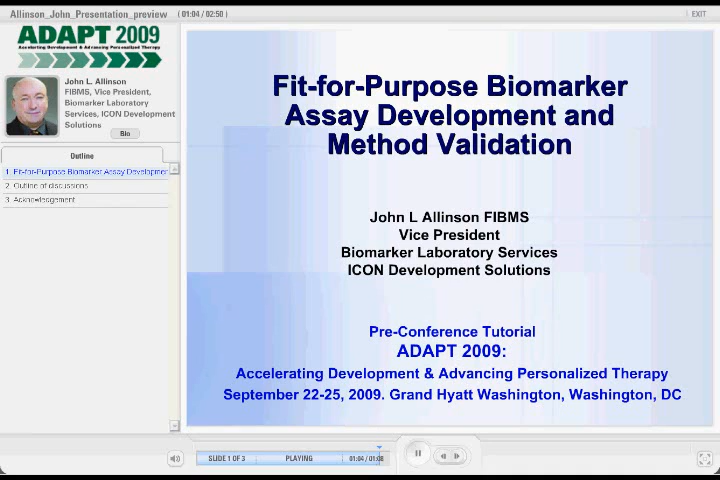 Allinson_John_Presentation_preview ( 01:04 / 02:50 )
EXIT
ADAPT 2009
Accelerating Development & Advancing Personalized Therapy
John L. Allinson
FIBMS, Vice President,
Biomarker Laboratory
Services, ICON Development
Solutions
Bio
Outline
1. Fit-for-Purpose Biomarker Assay Developmen
2. Outline of discussions
3. Acknowlesgement
Fit-for-Purpose Biomarker
Assay Development and
Method Validation
John L Allinson FIBMS
Vice President
Biomarker Laboratory Services
ICON Development Solutions
Pre-Conference Tutorial
ADAPT 2009:
Accelerating Development & Advancing Personalized Therapy
September 22-25, 2009. Grand Hyatt Washington, Washington, DC
SLIDE 1 OF 3 PLAYING 01:04 / 01:08